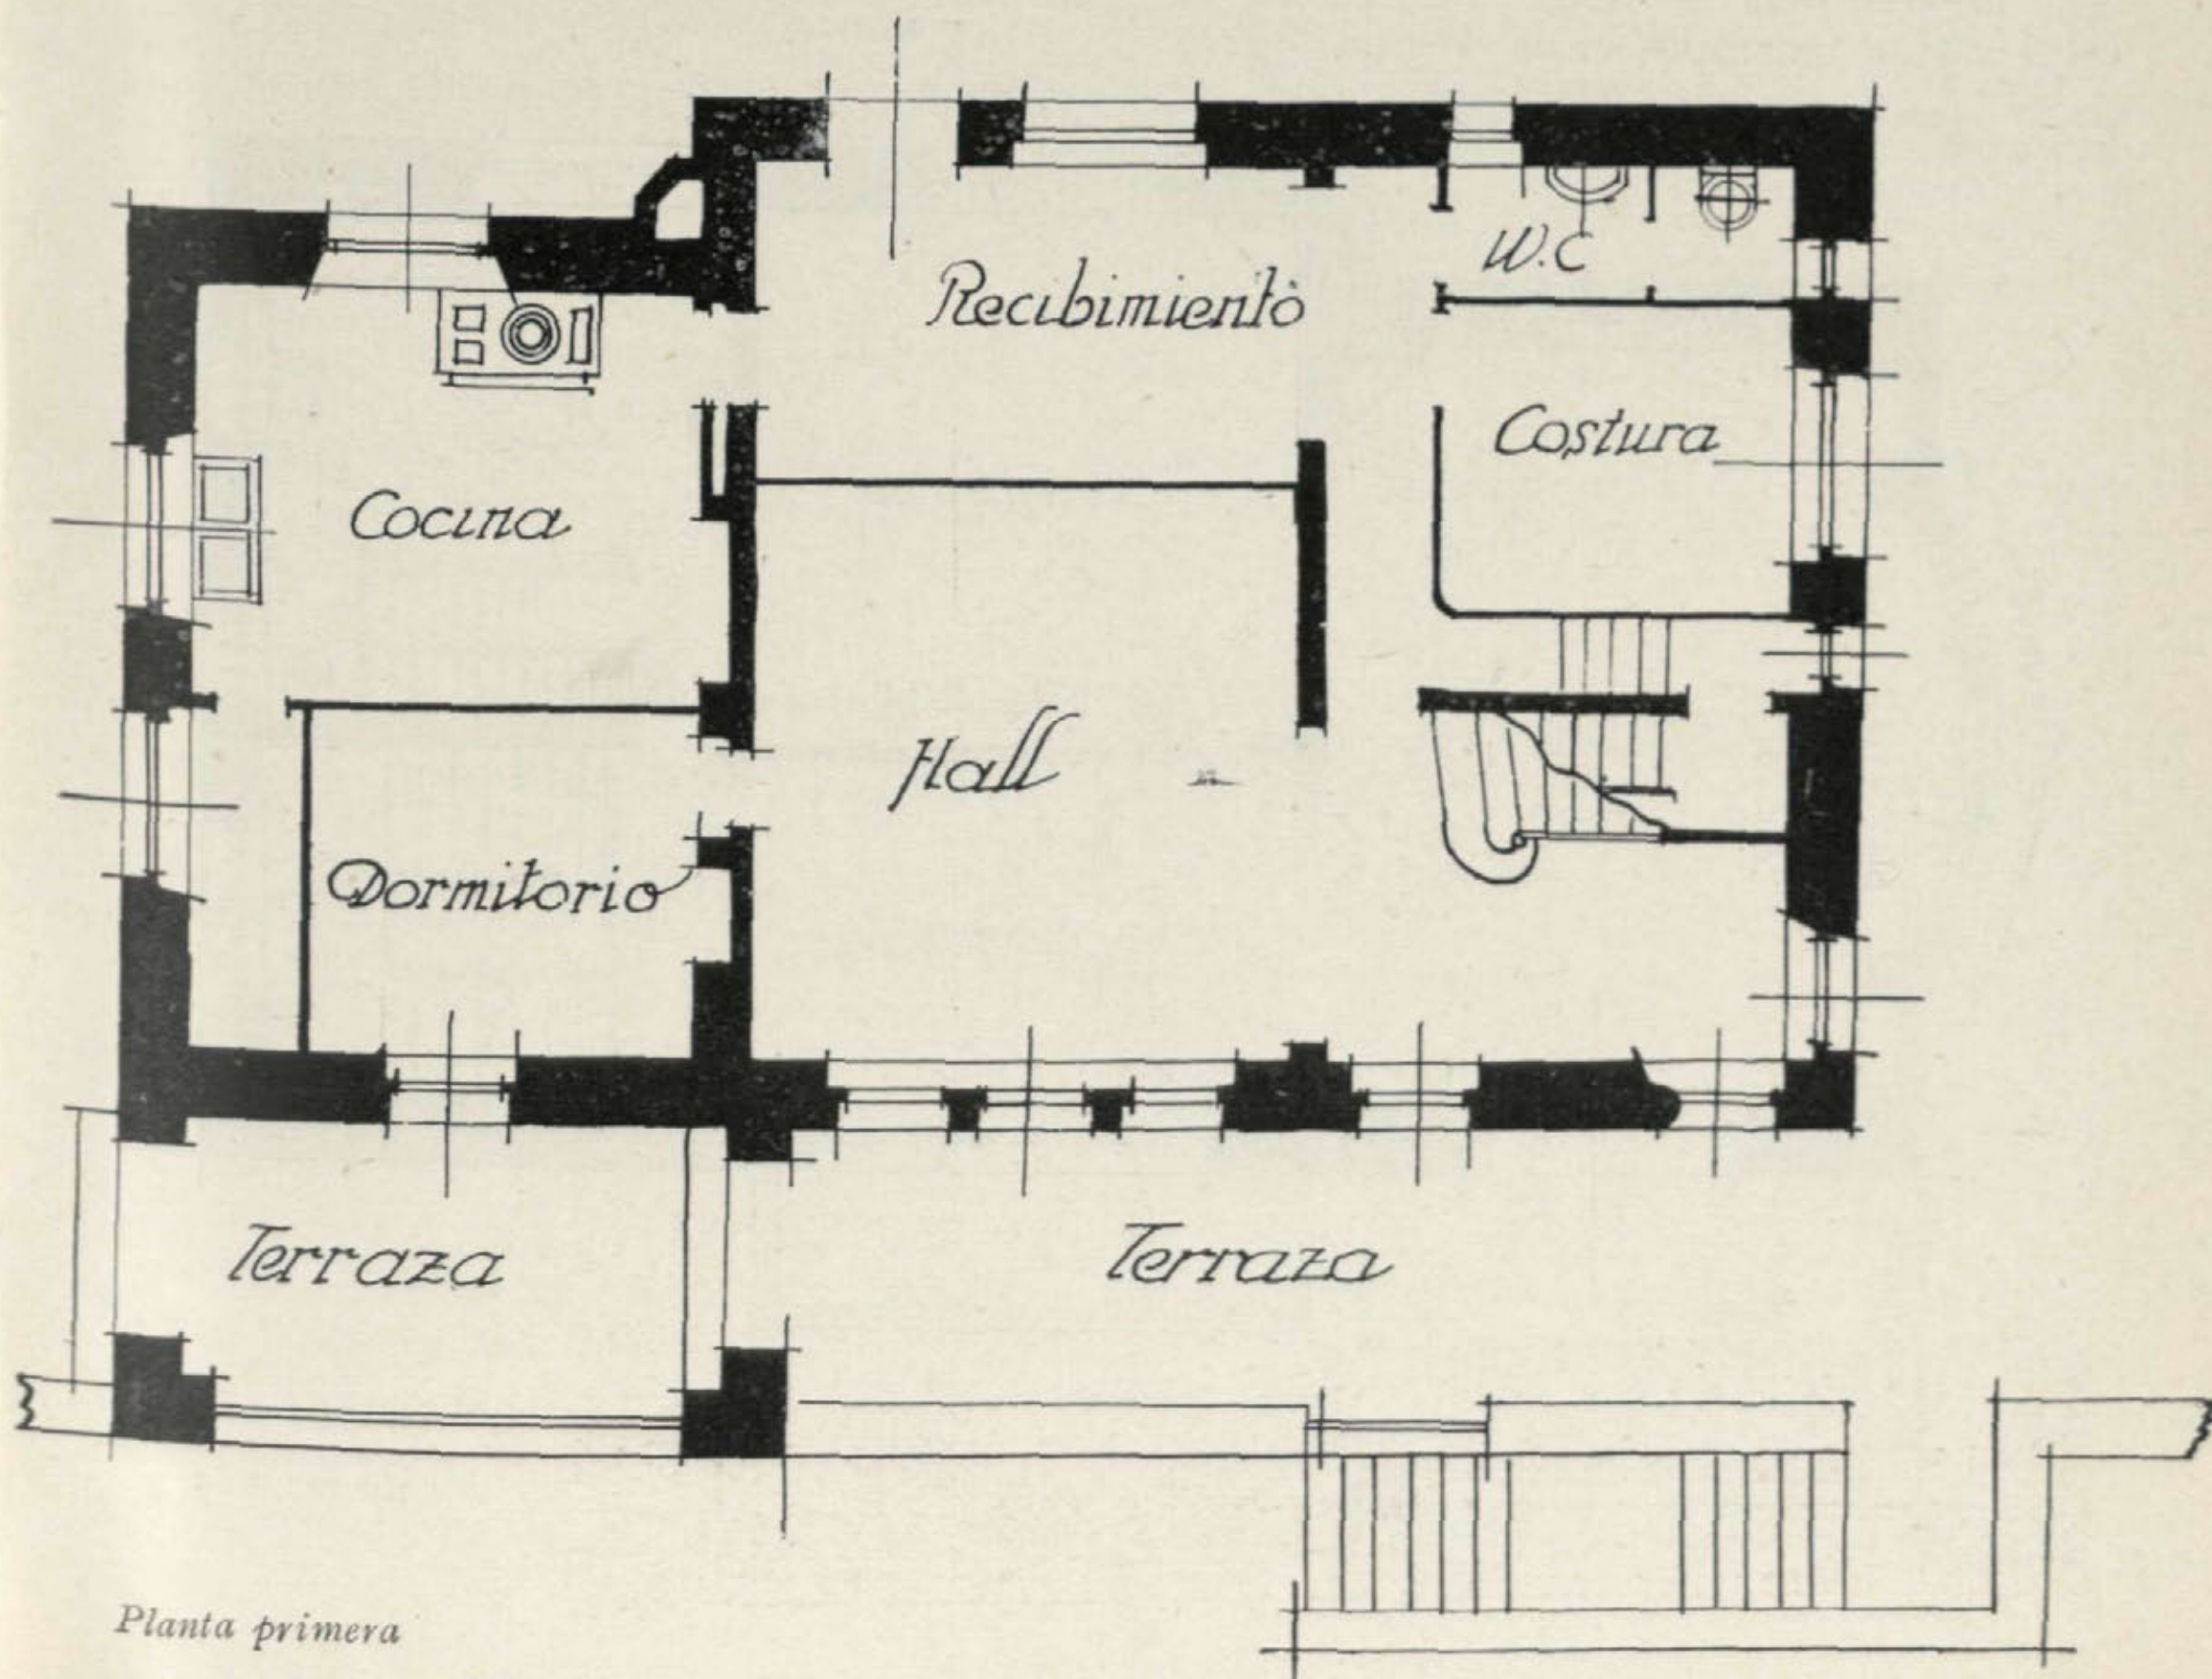 Recibimiento
W.C
Costura
Cocina
Hall
Dormitorio
Terraza
Terraza
Planta primera